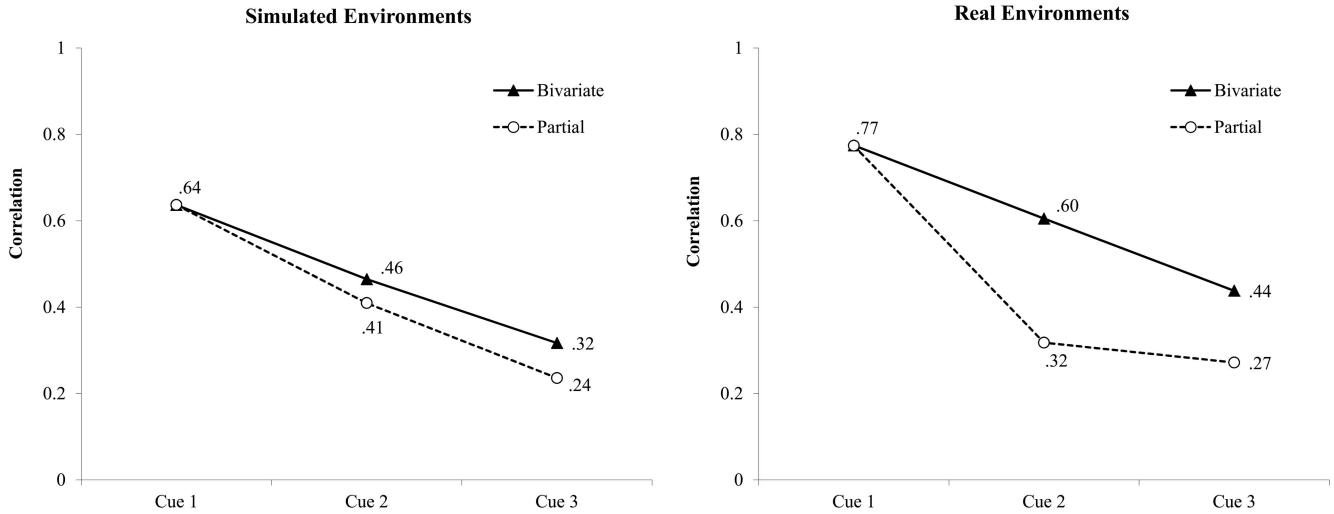 Simulated Environments
1
0.8
0.6
0.4
0.2
0
Correlation
Bivariate
Partial
.64
.46
.41
.32
.24
Cue 1
Cue 2
Cue 3
Real Environments
1
0.8
0.6
0.4
0.2
0
Correlation
Bivariate
Partial
.77
.60
.32
.44
.27
Cue 1
Cue 2
Cue 3